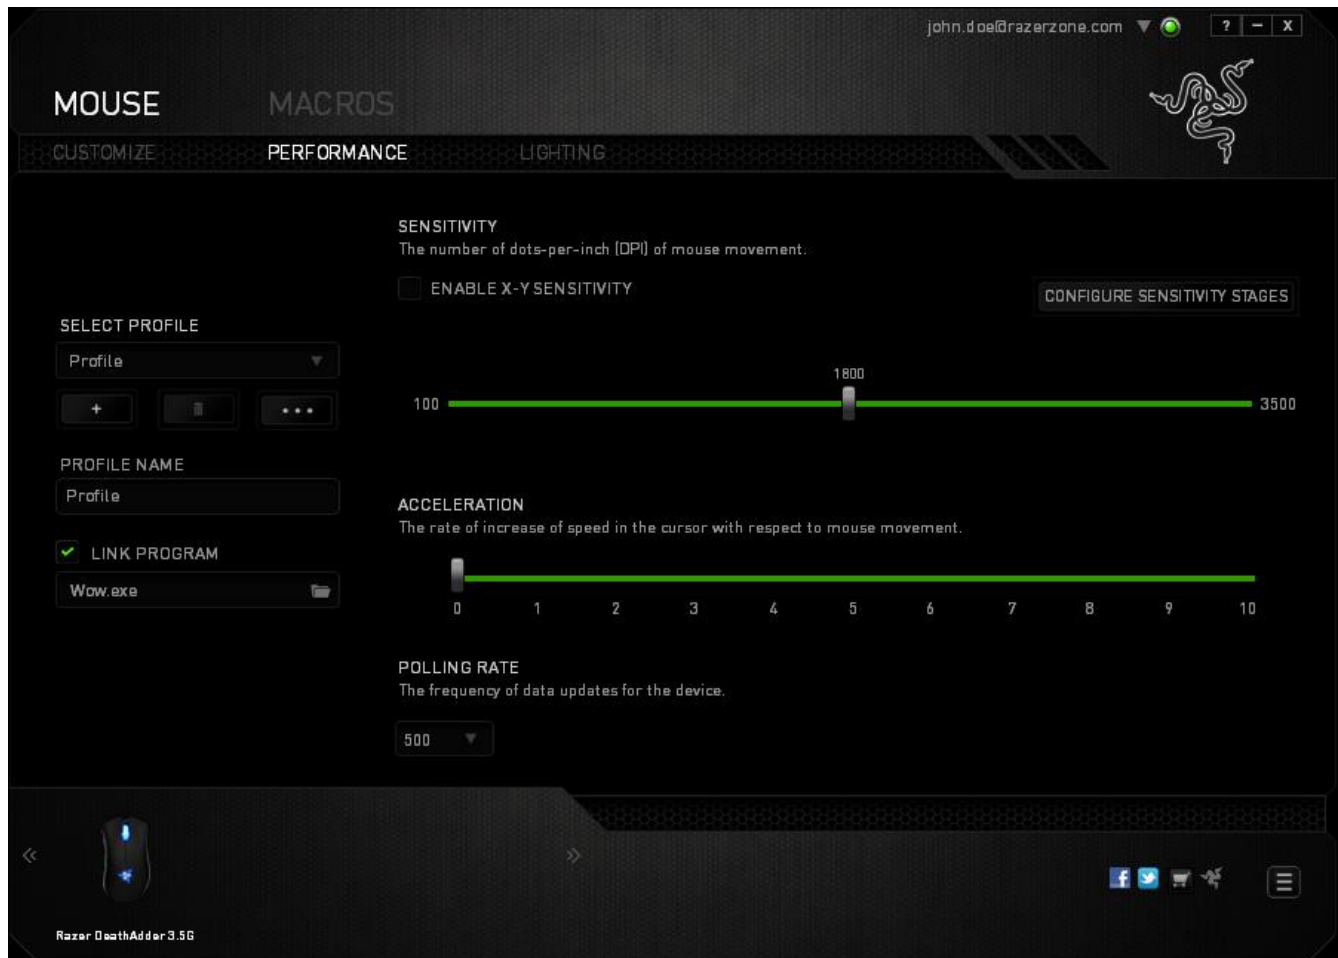 john.doe@razerzone.com
? – X
MOUSE MACROS
CUSTOMIZE PERFORMANCE LIGHTING
SENSITIVITY
The number of dots-per-inch (DPI) of mouse movement.
ENABLE X-Y SENSITIVITY
CONFIGURE SENSITIVITY STAGES
SELECT PROFILE
Profile
1800
100 3500
PROFILE NAME
Profile
ACCELERATION
The rate of increase of speed in the cursor with respect to mouse movement.
LINK PROGRAM
Wow.exe
0 1 2 3 4 5 6 7 8 9 10
POLLING RATE
The frequency of data updates for the device.
500
Razer DeathAdder 3.5G